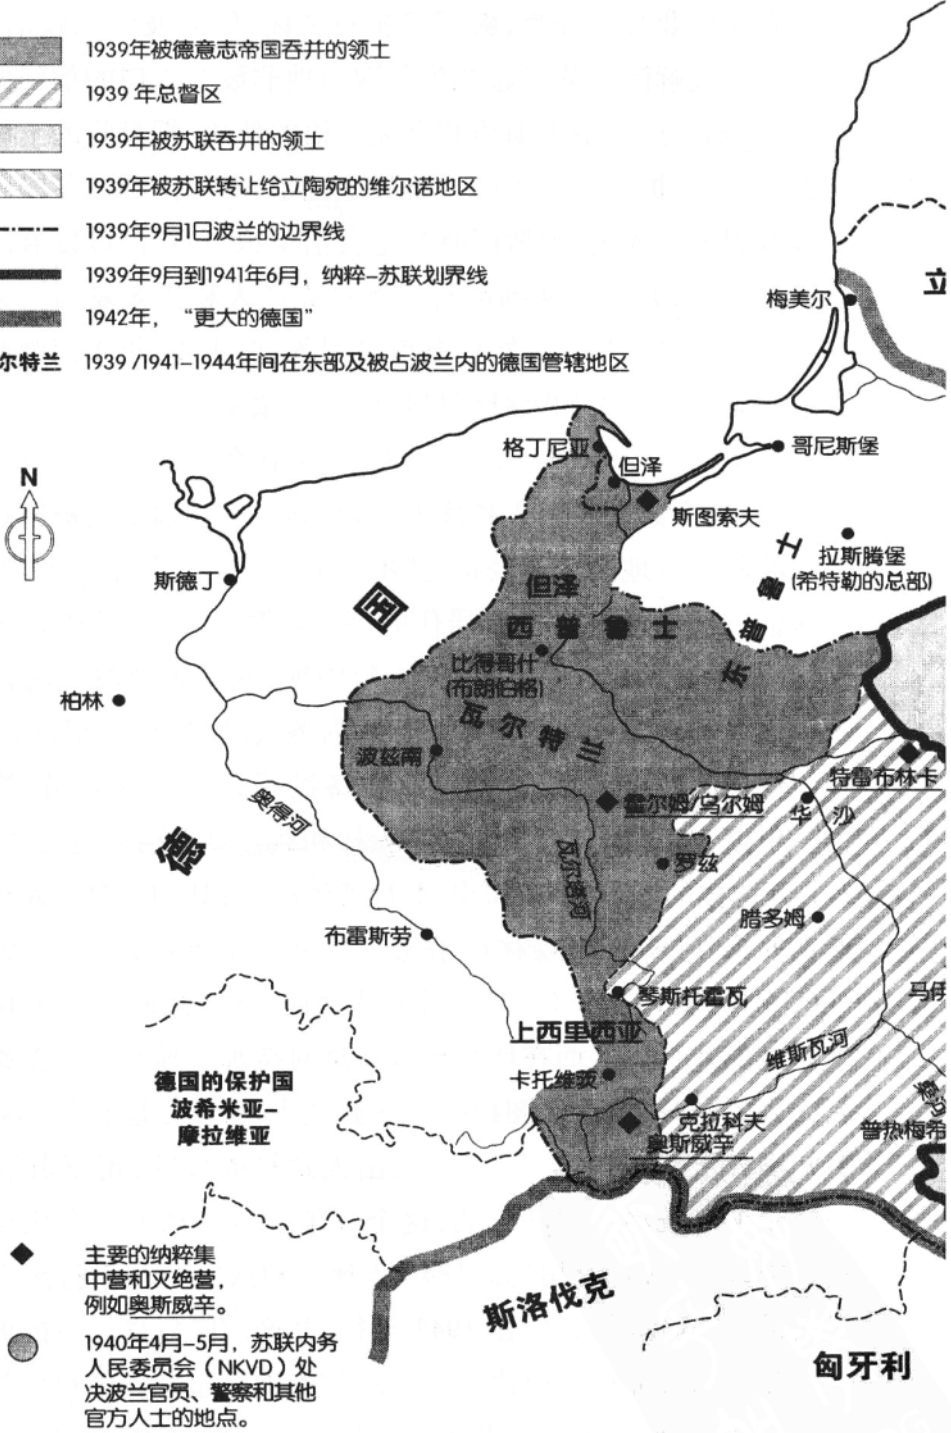 1939年被德意志帝国吞并的领土
1939 年总督区
1939年被苏联吞并的领土
1939年被苏联转让给立陶宛的维尔诺地区
1939年9月1日波兰的边界线
1939年9月到1941年6月，纳粹-苏联划界线
1942年，“更大的德国”
尔特兰 1939 /1941-1944年间在东部及被占波兰内的德国管辖地区
立
梅美尔
格丁尼亚
但泽
哥尼斯堡
斯图索夫
N
拉斯腾堡
(希特勒的总部)
斯德丁
国
但泽
西普鲁士
东普鲁士
比得哥什
(布朗伯格)
柏林
瓦尔特兰
波兹南
特雷布林卡
霍尔姆/乌尔姆
华沙
奥得河
德
瓦尔塔河
罗兹
腊多姆
布雷斯劳
琴斯托霍瓦
马伊
上西里西亚
维斯瓦河
卡托维茨
德国的保护国
波希米亚-
摩拉维亚
克拉科夫
奥斯威辛
桑河
普热梅希
斯洛伐克
匈牙利
主要的纳粹集
中营和灭绝营，
例如奥斯威辛。
1940年4月-5月，苏联内务
人民委员会（NKVD）处
决波兰官员、警察和其他
官方人士的地点。